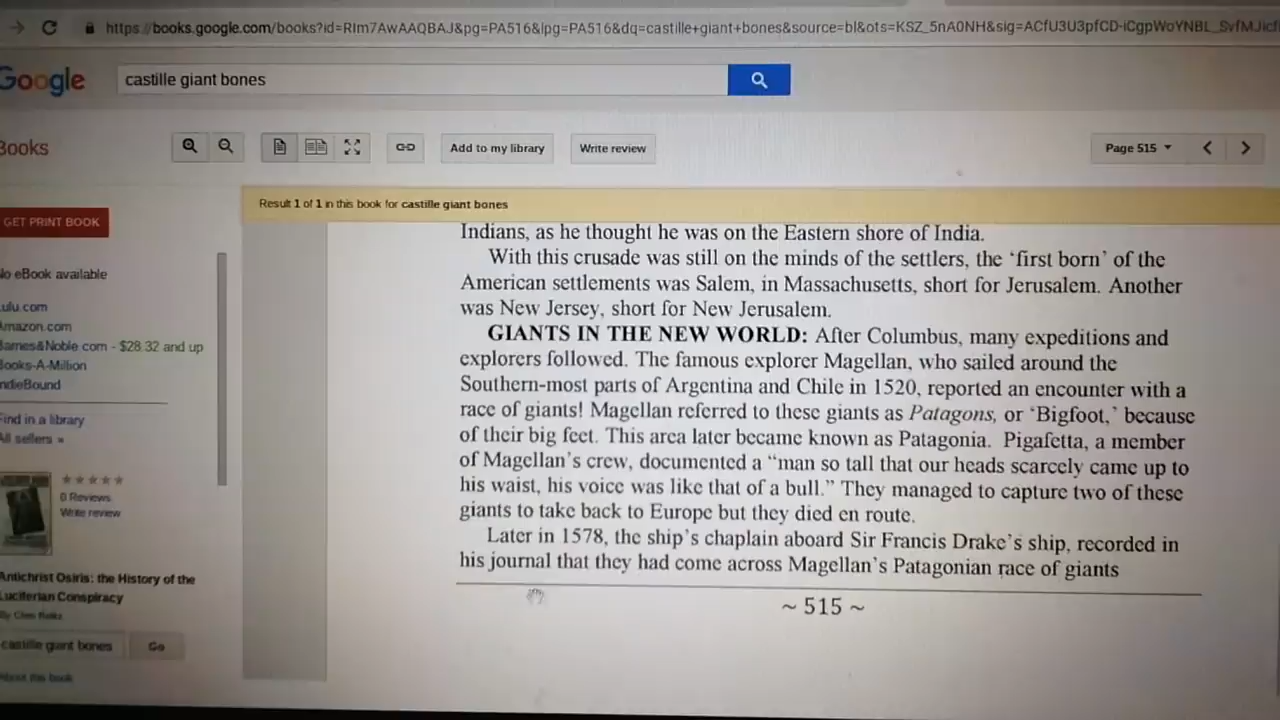 https://books.google.com/books?id=RIm7AwAAQBAJ&pg=PA516&lpg=PA516&dq=castille+giant+bones&source=bl&ots=KSZ_5nA0NH&sig=ACfU3U3pfCD-iCgpWoYNBL_SvfMJicf
Google
castille giant bones
Books
Add to my library
Write review
Page 515
Result 1 of 1 in this book for castille giant bones
GET PRINT BOOK
No eBook available
Lulu.com
Amazon.com
Barnes&Noble.com - $28.32 and up
Books-A-Million
IndieBound
Find in a library
All sellers »
0 Reviews
Write review
Antichrist Osiris: the History of the
Luciferian Conspiracy
castille giant bones
Go
About this book
Indians, as he thought he was on the Eastern shore of India.
With this crusade was still on the minds of the settlers, the ‘first born’ of the
American settlements was Salem, in Massachusetts, short for Jerusalem. Another
was New Jersey, short for New Jerusalem.
GIANTS IN THE NEW WORLD: After Columbus, many expeditions and
explorers followed. The famous explorer Magellan, who sailed around the
Southern-most parts of Argentina and Chile in 1520, reported an encounter with a
race of giants! Magellan referred to these giants as Patagons, or ‘Bigfoot,’ because
of their big feet. This area later became known as Patagonia. Pigafetta, a member
of Magellan’s crew, documented a “man so tall that our heads scarcely came up to
his waist, his voice was like that of a bull.” They managed to capture two of these
giants to take back to Europe but they died en route.
Later in 1578, the ship’s chaplain aboard Sir Francis Drake’s ship, recorded in
his journal that they had come across Magellan’s Patagonian race of giants
~ 515 ~